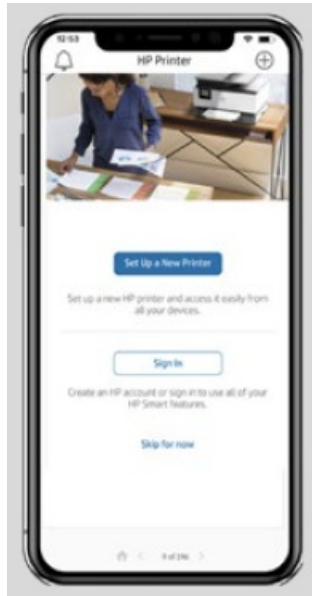 12:53
HP Printer
Set Up a New Printer
Set up a new HP printer and access it easily from
all your devices.
Sign In
Create an HP account or sign in to use all of your
HP Smart features.
Skip for now